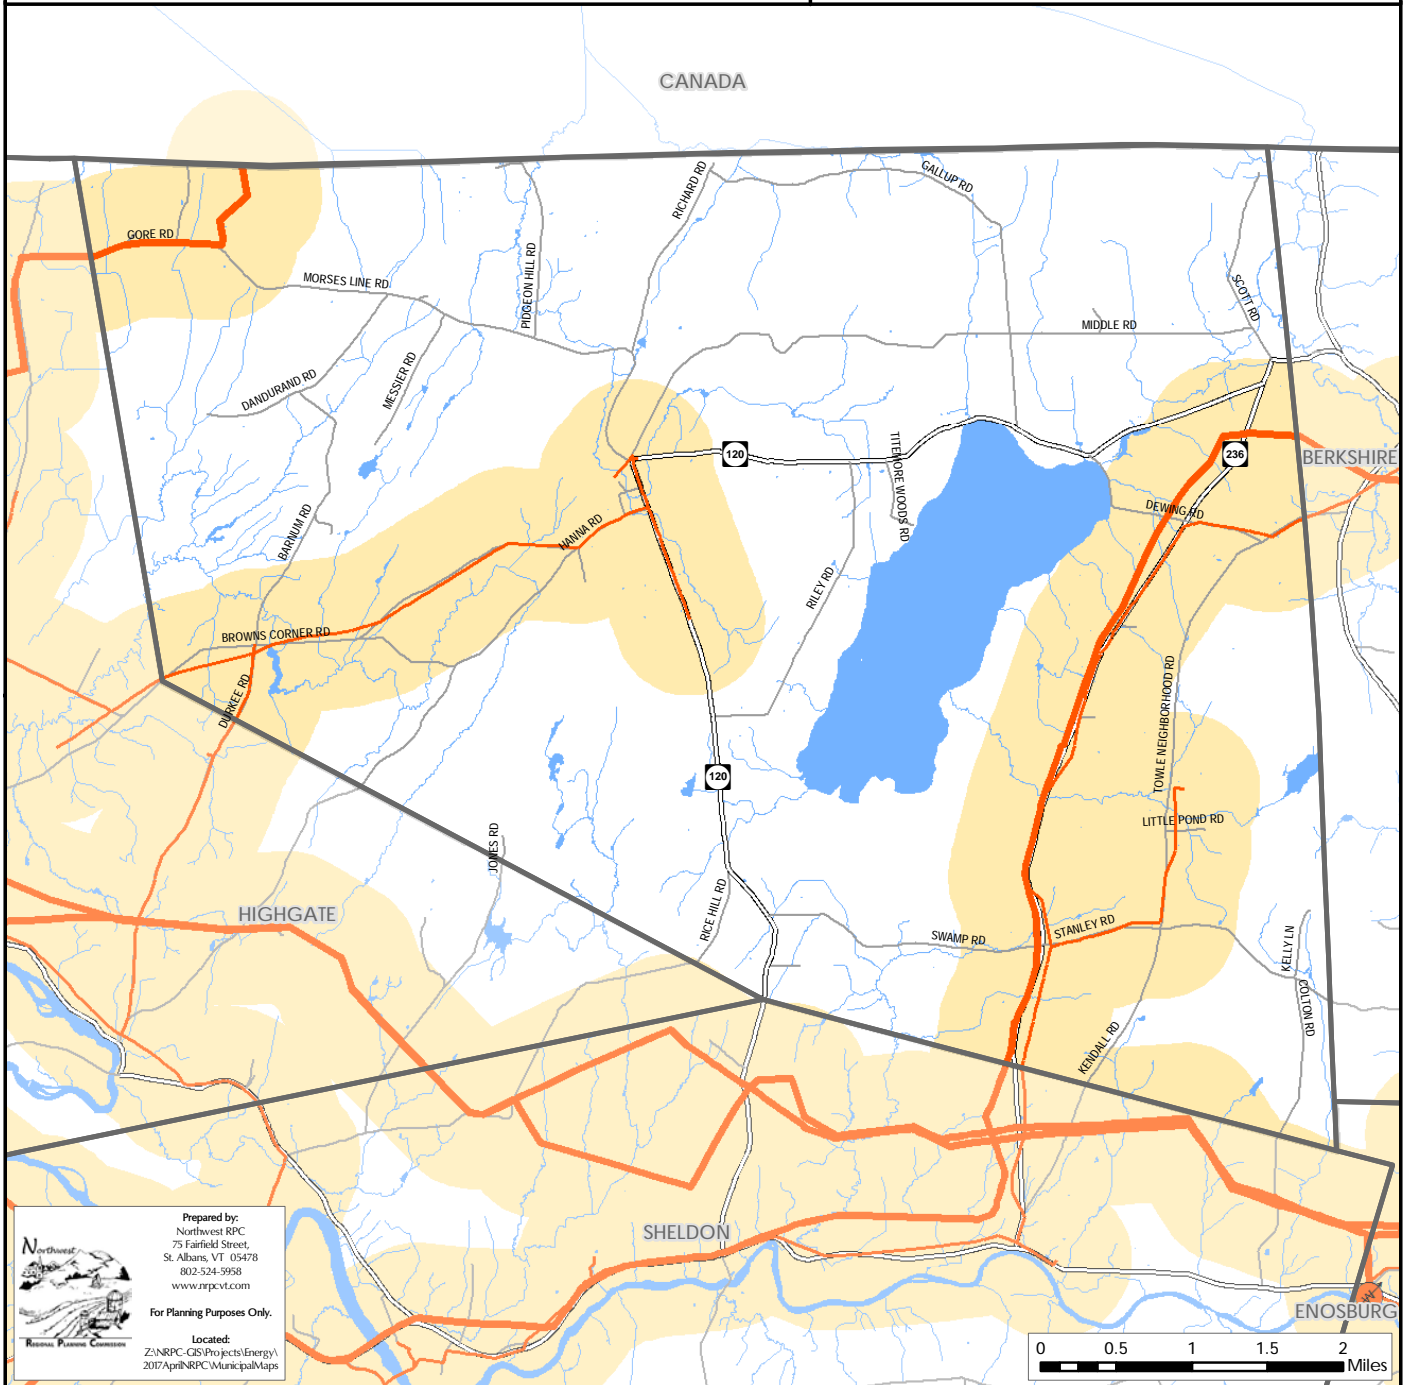 CANADA
RICHARD RD
GALLUP RD
GORE RD
PIDGEON HILL RD
MORSES LINE RD
SCOTT RD
MIDDLE RD
DANDURAND RD
MESSIER RD
120
TITEMORE WOODS RD
236
BERKSHIRE
DEWING RD
BARNUM RD
HANNA RD
RILEY RD
BROWNS CORNER RD
DURKEE RD
TOWLE NEIGHBORHOOD RD
120
LITTLE POND RD
JONES RD
HIGHGATE
RICE HILL RD
STANLEY RD
SWAMP RD
KELLY LN
COLTON RD
KENDALL RD
SHELDON
ENOSBURG
Northwest
REGIONAL PLANNING COMMISSION
Prepared by:
Northwest RPC
75 Fairfield Street,
St. Albans, VT 05478
802-524-5958
www.nrpcvt.com
For Planning Purposes Only.
Located:
Z:\NRPC-GIS\Projects\Energy\
2017AprilNRPC\MunicipalMaps
0 0.5 1 1.5 2
Miles